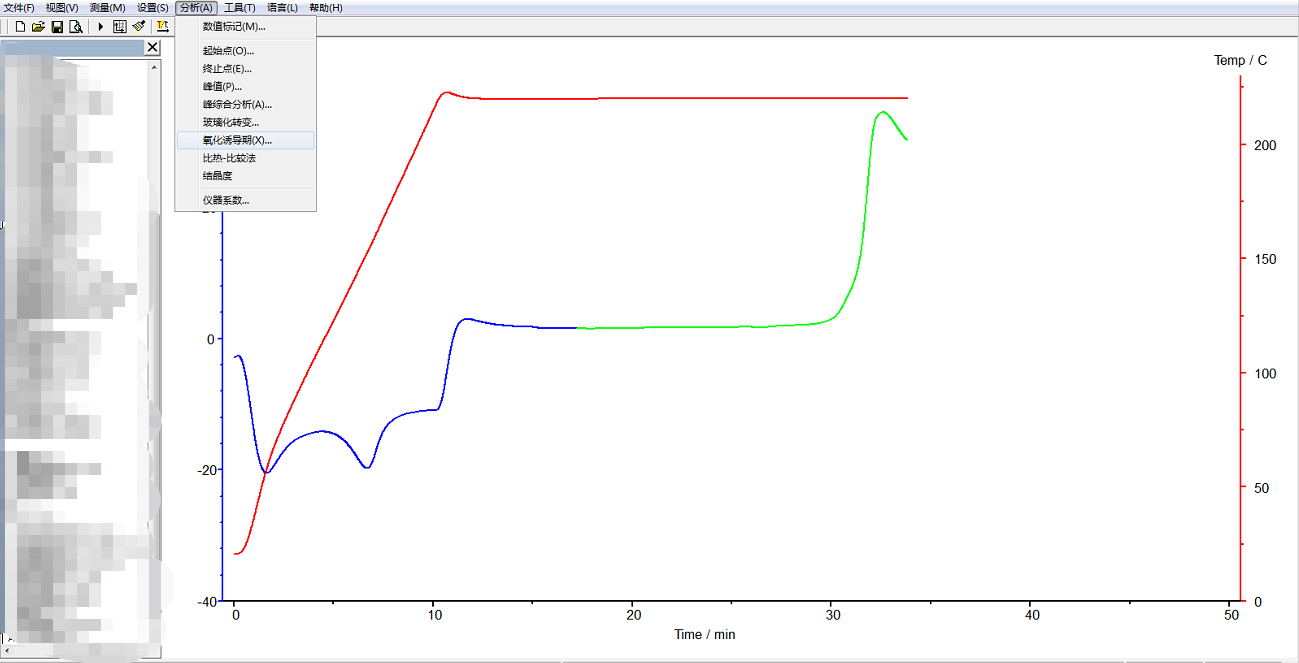 文件(F) 视图(V) 测量(M) 设置(S) 分析(A) 工具(T) 语言(L) 帮助(H)
数值标记(M)...
起始点(O)...
终止点(E)...
峰值(P)...
峰综合分析(A)...
玻璃化转变...
氧化诱导期(X)...
比热-比较法
结晶度
仪器系数...
Temp / C
200
150
100
50
0
0
-20
-40
0 10 20 30 40 50
Time / min